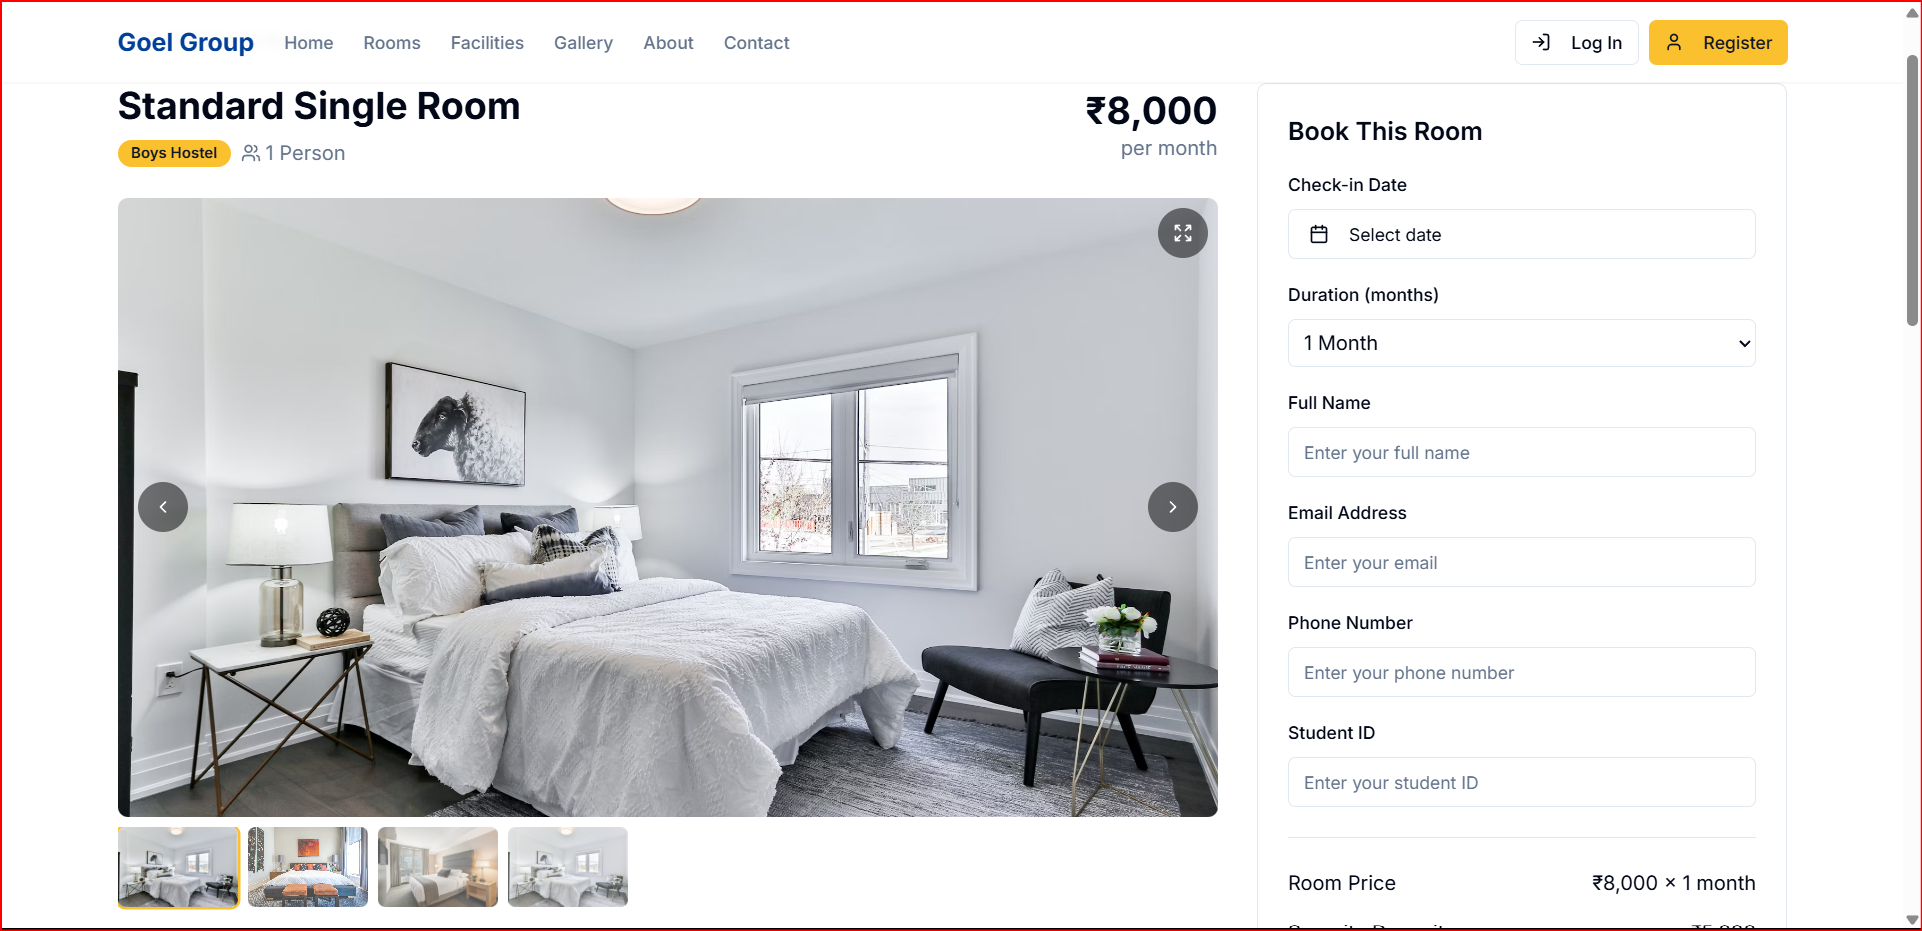 Goel Group Home Rooms Facilities Gallery About Contact Log In Register
Standard Single Room
Boys Hostel 1 Person
₹8,000
per month
Book This Room
Check-in Date
Select date
Duration (months)
1 Month
Full Name
Enter your full name
Email Address
Enter your email
Phone Number
Enter your phone number
Student ID
Enter your student ID
Room Price ₹8,000 × 1 month